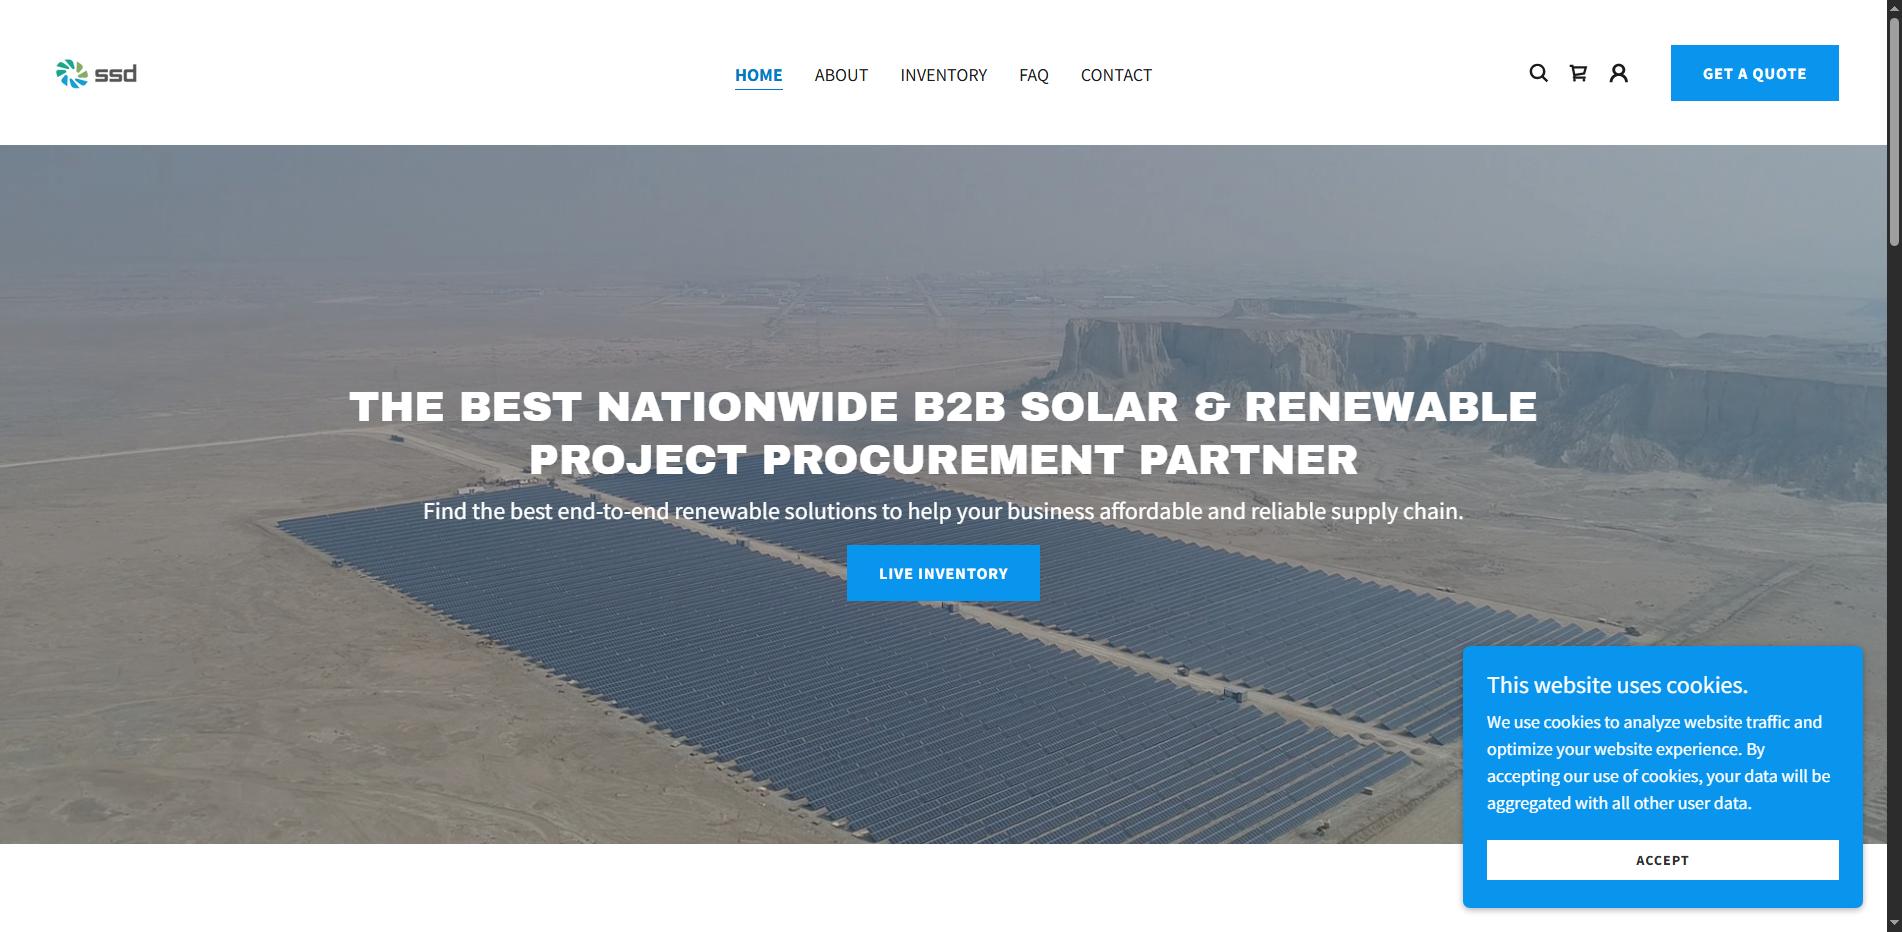 ssd
HOME
ABOUT
INVENTORY
FAQ
CONTACT
GET A QUOTE
THE BEST NATIONWIDE B2B SOLAR & RENEWABLE
PROJECT PROCUREMENT PARTNER
Find the best end-to-end renewable solutions to help your business affordable and reliable supply chain.
LIVE INVENTORY
This website uses cookies.
We use cookies to analyze website traffic and
optimize your website experience. By
accepting our use of cookies, your data will be
aggregated with all other user data.
ACCEPT